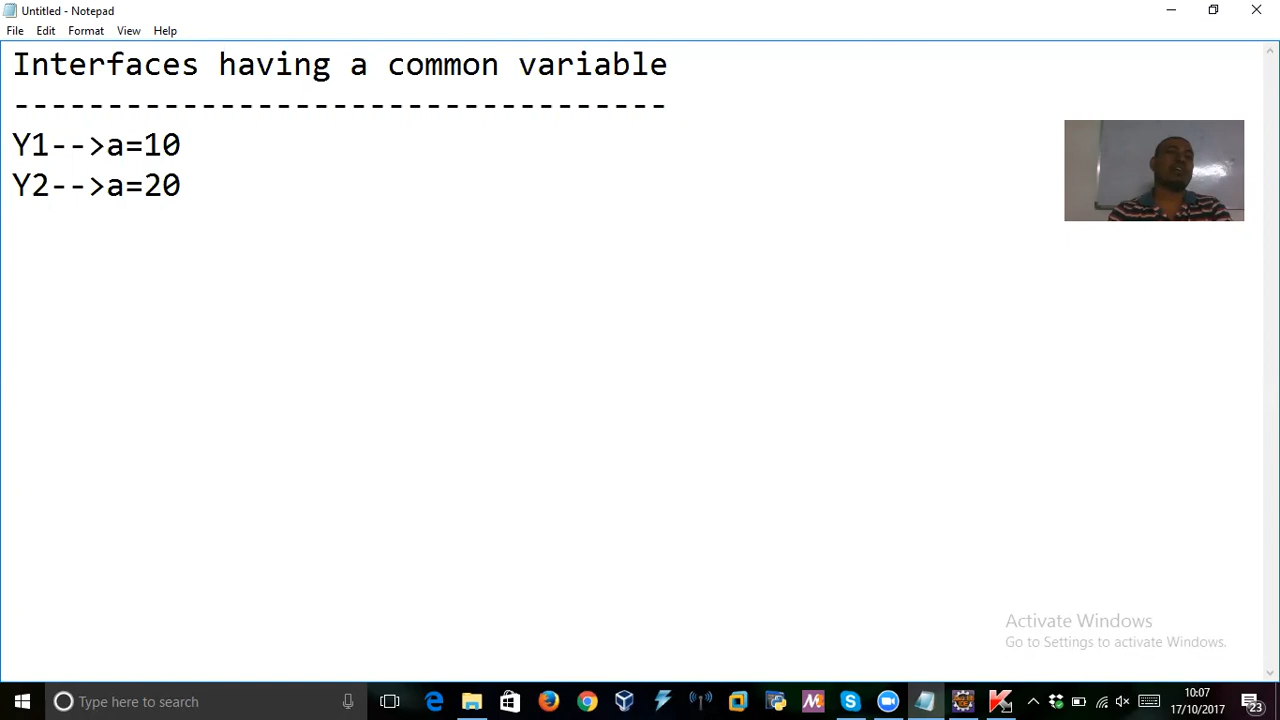 Untitled - Notepad
File Edit Format View Help
Interfaces having a common variable
-----------------------------------
Y1-->a=10
Y2-->a=20
Activate Windows
Go to Settings to activate Windows.
Type here to search
10:07
17/10/2017
23